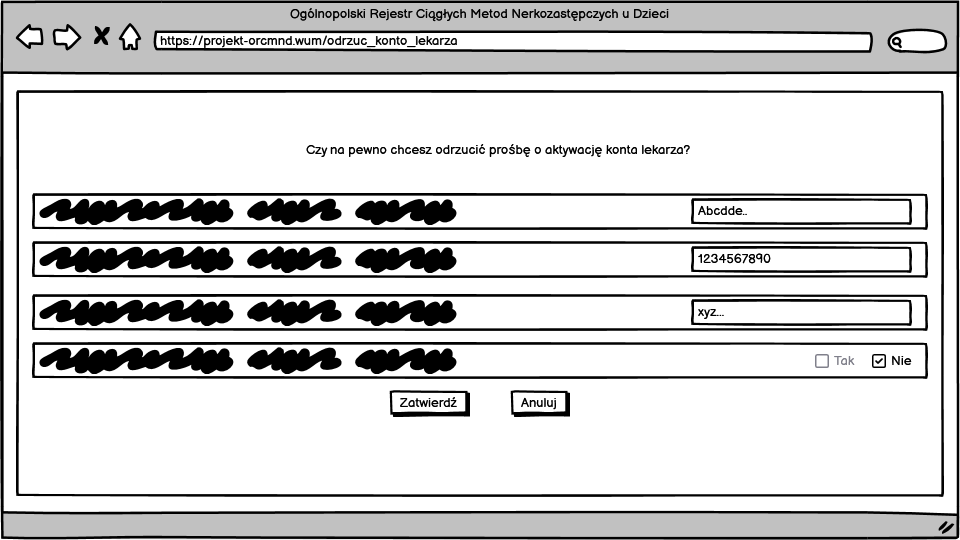 Ogólnopolski Rejestr Ciągłych Metod Nerkozastępczych u Dzieci
https://projekt-orcmnd.wum/odrzuc_konto_lekarza
Czy na pewno chcesz odrzucić prośbę o aktywację konta lekarza?
Abcdde..
1234567890
xyz...
Tak Nie
Zatwierdź Anuluj